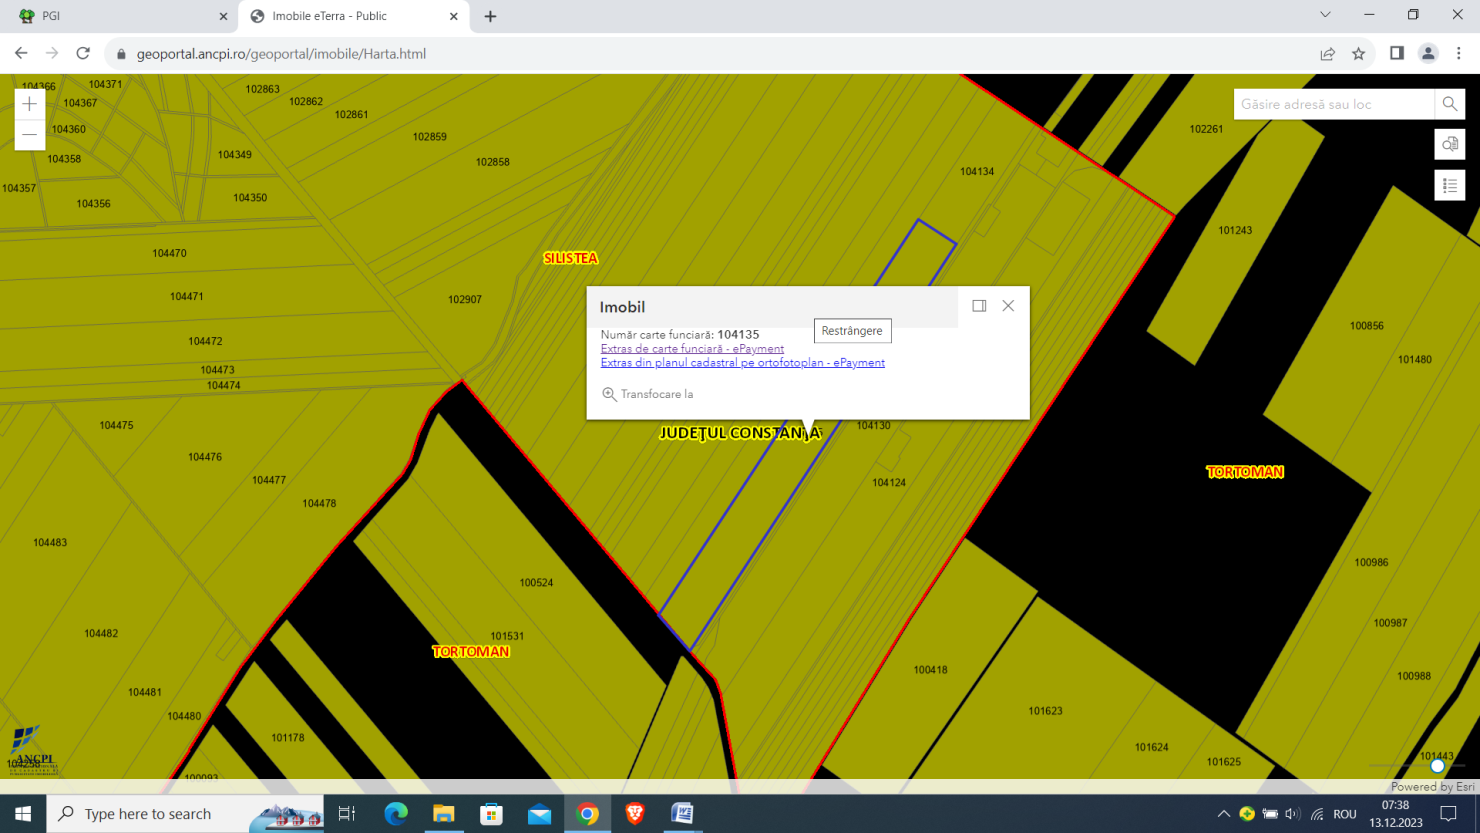 PGI
Imobile eTerra - Public
geoportal.ancpi.ro/geoportal/imobile/Harta.html
Găsire adresă sau loc
104366
104371
104367
104360
104358
104357
104356
104349
104350
102863
102862
102861
102859
102858
104134
102261
101243
104470
SILISTEA
104471
102907
104472
104473
104474
Imobil
Restrângere
Număr carte funciară: 104135
Extras de carte funciară - ePayment
Extras din planul cadastral pe ortofotoplan - ePayment
Transfocare la
100856
101480
104475
104476
104477
104478
104483
JUDEŢUL CONSTANŢA
104130
104124
TORTOMAN
100986
100524
104482
101531
TORTOMAN
100987
104481
104480
100418
100988
101178
101623
101624
101625
101443
100093
ANCPI
104258
Powered by Esri
Type here to search
ROU
07:38
13.12.2023